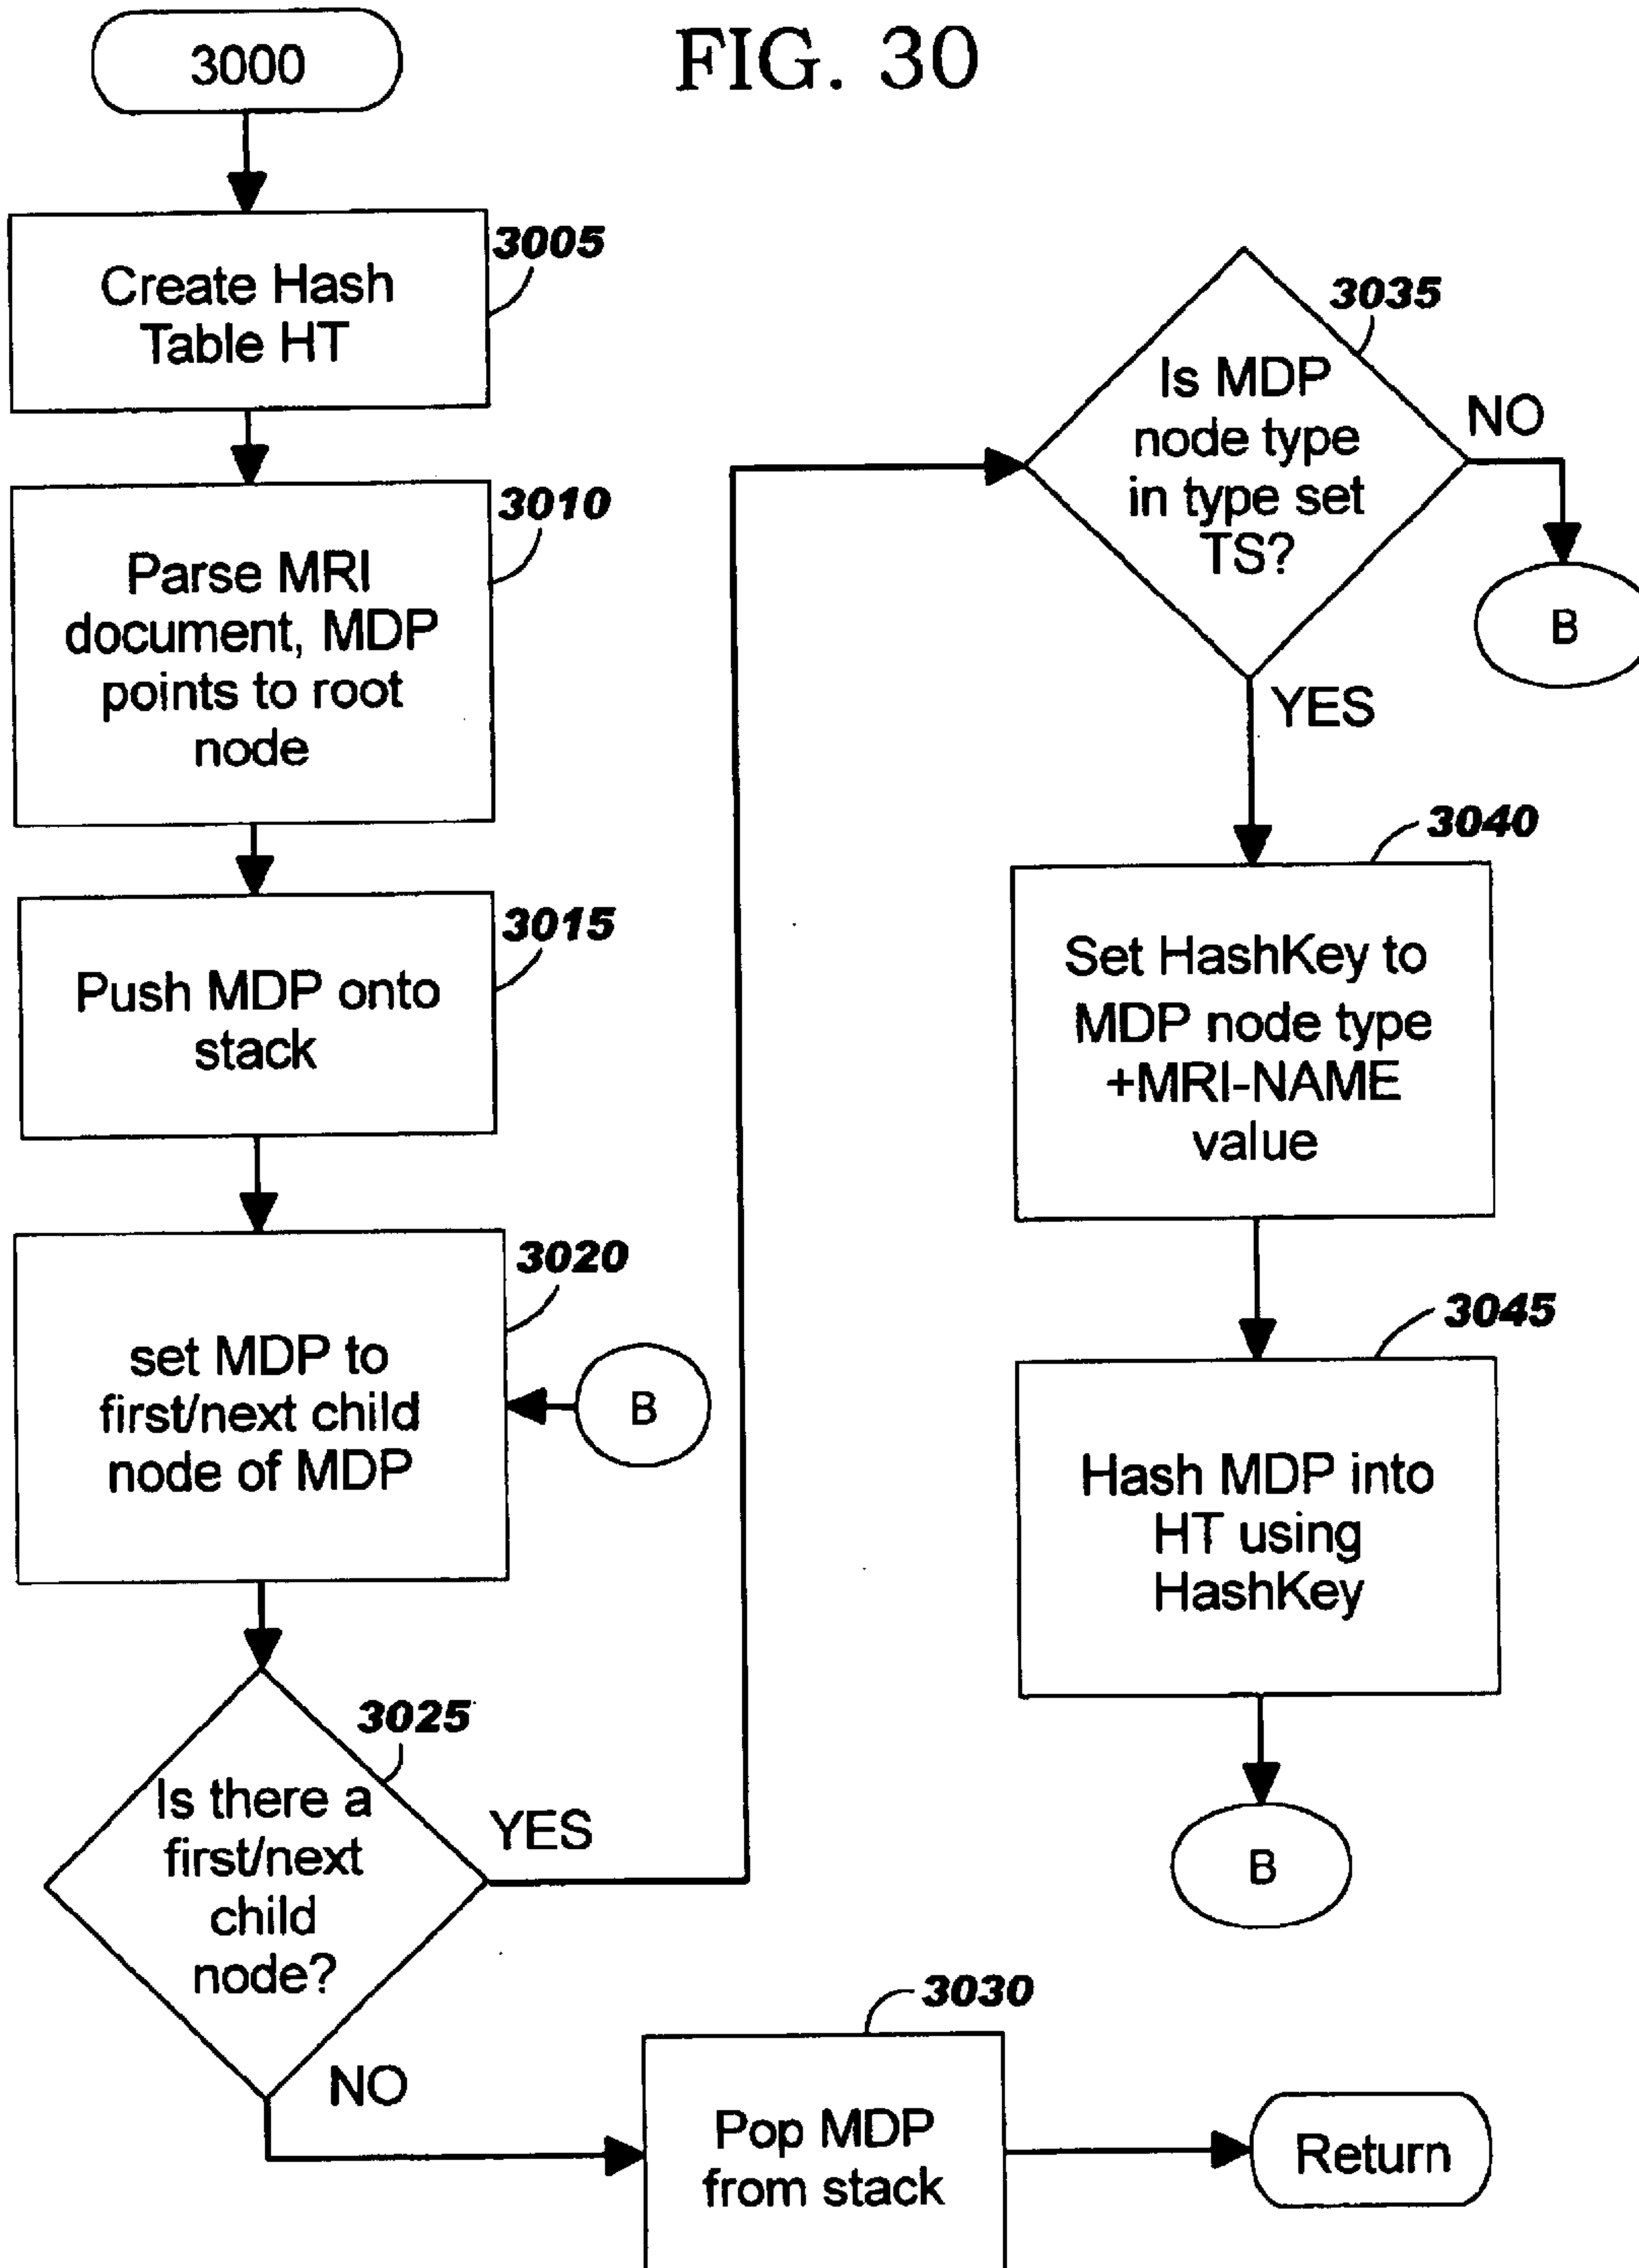 FIG. 30
3000
3005
Create Hash
Table HT
3010
Parse MRI
document, MDP
points to root
node
3015
Push MDP onto
stack
3020
set MDP to
first/next child
node of MDP
B
3025
Is there a
first/next
child
node?
YES
NO
3030
Pop MDP
from stack
Return
3035
Is MDP
node type
in type set
TS?
NO
B
YES
3040
Set HashKey to
MDP node type
+MRI-NAME
value
3045
Hash MDP into
HT using
HashKey
B